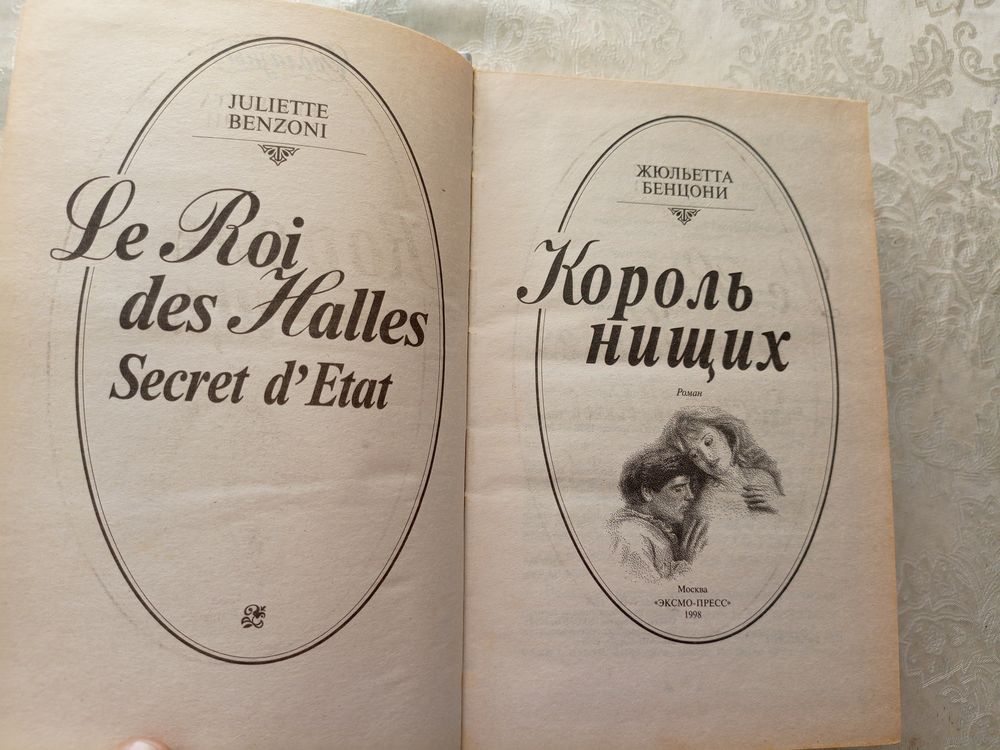 JULIETTE
BENZONI
Le Roi
des Halles
Secret d'Etat
ЖЮЛЬЕТТА
БЕНЦОНИ
Король
нищих
Роман
Москва
«ЭКСМО-ПРЕСС»
1998